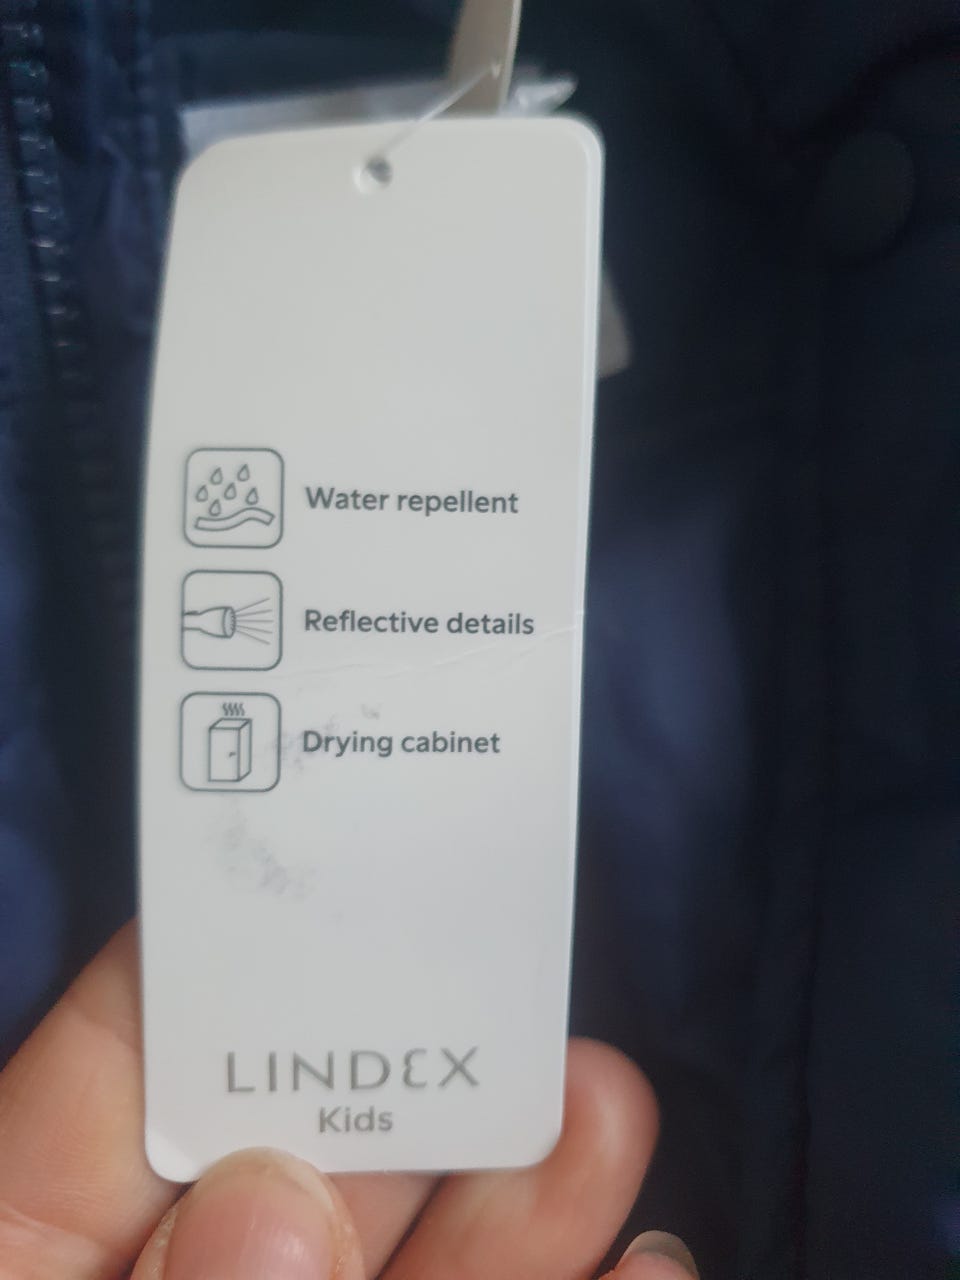 Water repellent
Reflective details
Drying cabinet
LINDEX
Kids